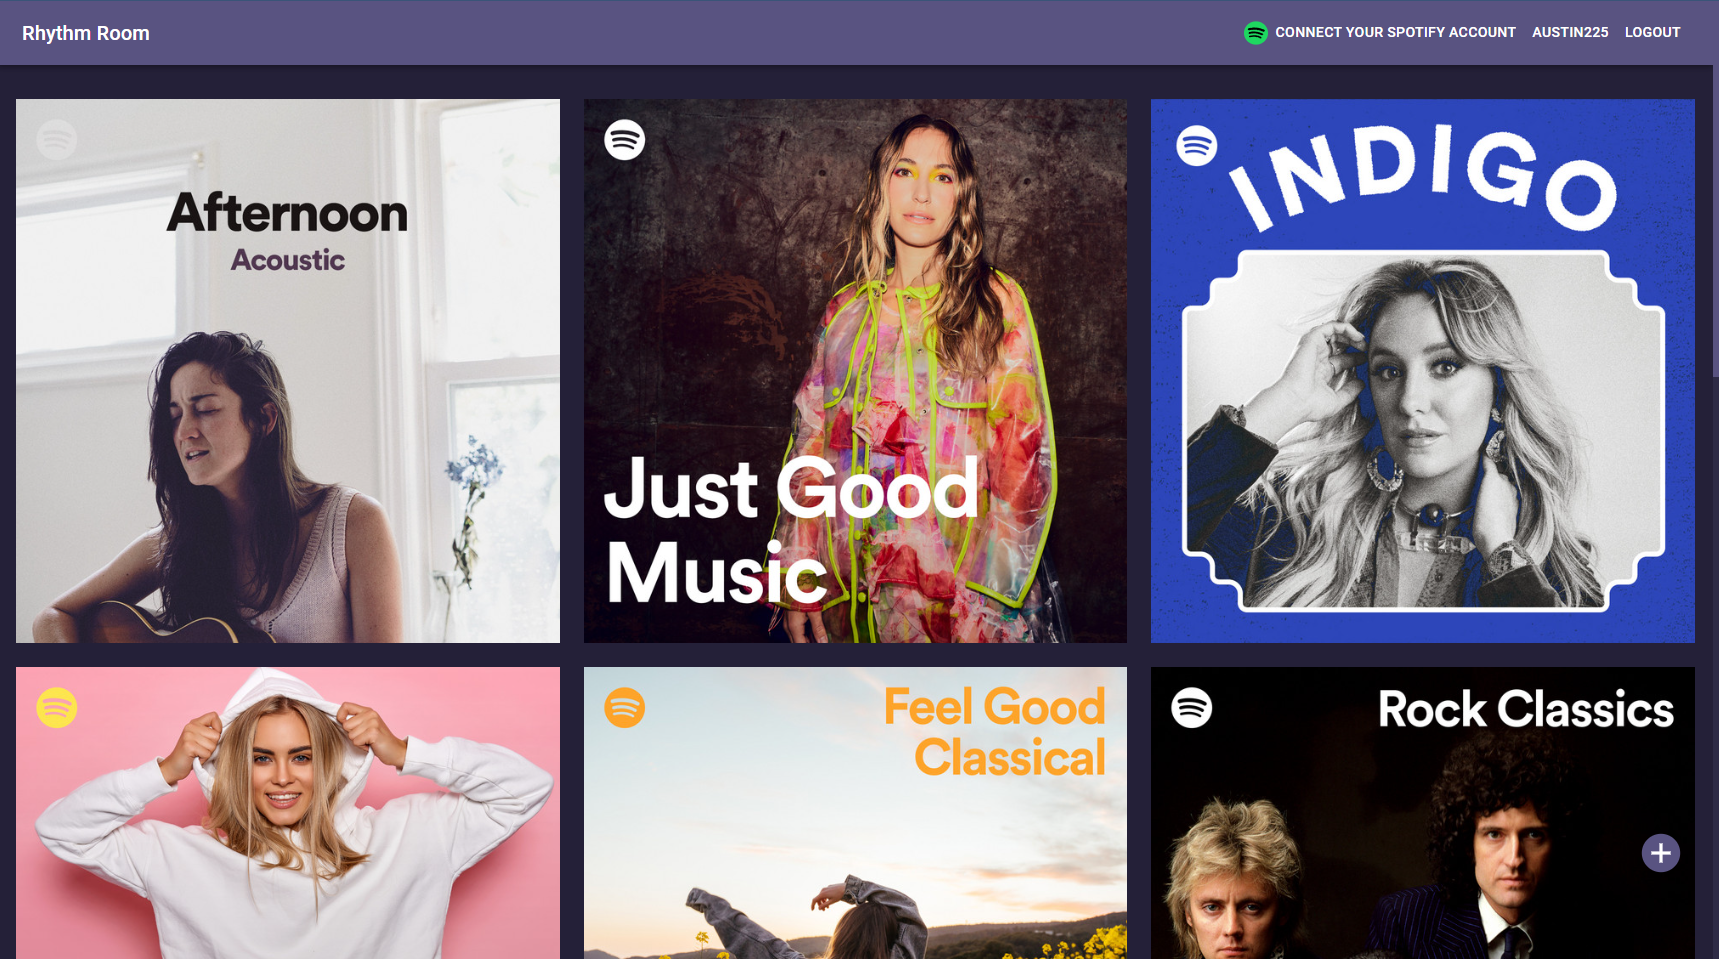 Rhythm Room
CONNECT YOUR SPOTIFY ACCOUNT
AUSTIN225
LOGOUT
Afternoon
Acoustic
Just Good
Music
INDIGO
Feel Good
Classical
Rock Classics